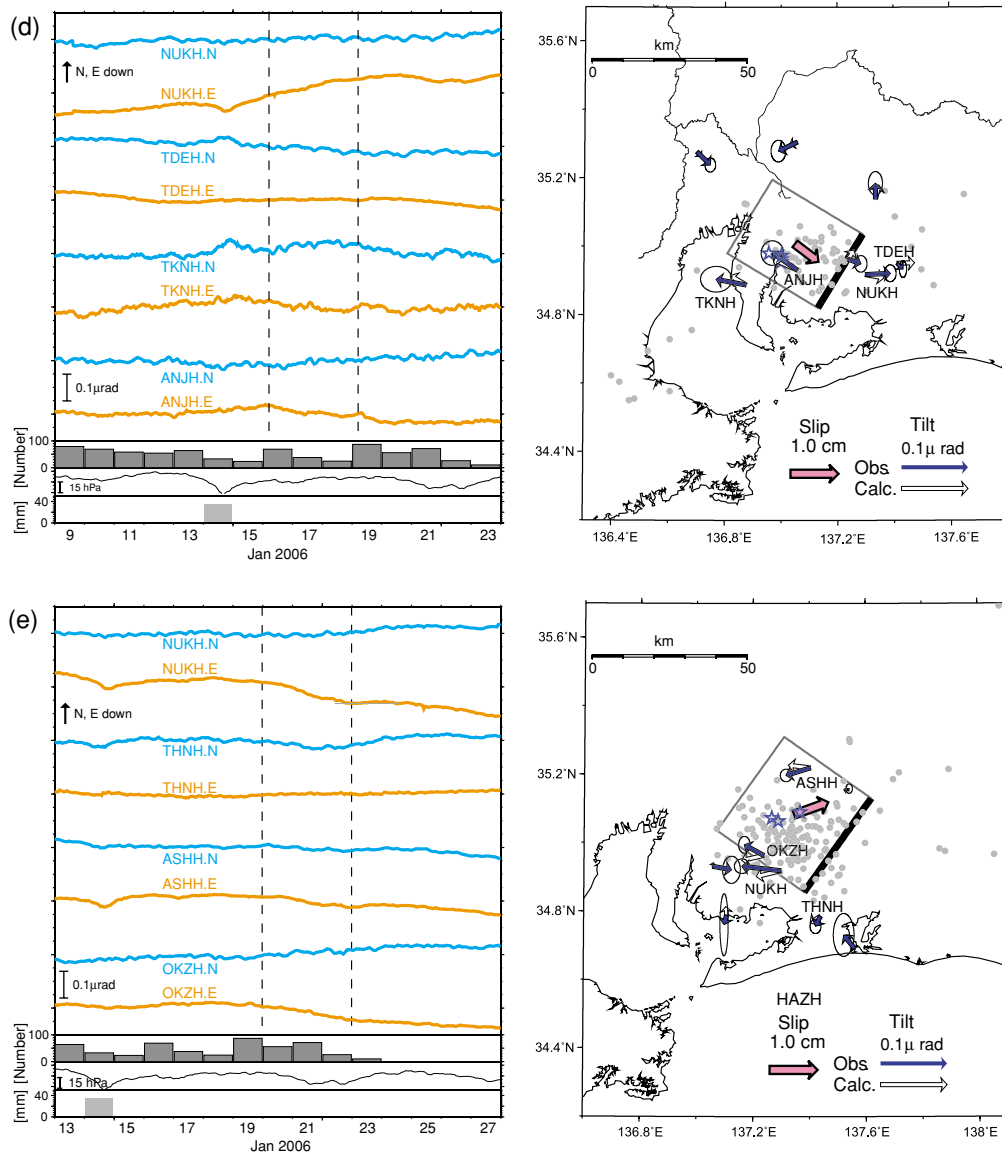 (d)
NUKH.N
N, E down
NUKH.E
TDEH.N
TDEH.E
TKNH.N
TKNH.E
ANJH.N
0.1μrad
ANJH.E
[Number]
100
0
15 hPa
[mm]
40
0
9 11 13 15 17 19 21 23
Jan 2006
km
0 50
35.6˚N
35.2˚N
34.8˚N
34.4˚N
TDEH
ANJH
NUKH
TKNH
Slip
1.0 cm
Tilt
0.1μ rad
Obs.
Calc.
136.4˚E 136.8˚E 137.2˚E 137.6˚E
(e)
NUKH.N
NUKH.E
N, E down
THNH.N
THNH.E
ASHH.N
ASHH.E
OKZH.N
0.1μrad
OKZH.E
[Number]
100
0
15 hPa
[mm]
40
0
13 15 17 19 21 23 25 27
Jan 2006
km
0 50
35.6˚N
35.2˚N
34.8˚N
34.4˚N
ASHH
OKZH
NUKH
THNH
HAZH
Slip
1.0 cm
Tilt
0.1μ rad
Obs.
Calc.
136.8˚E 137.2˚E 137.6˚E 138˚E